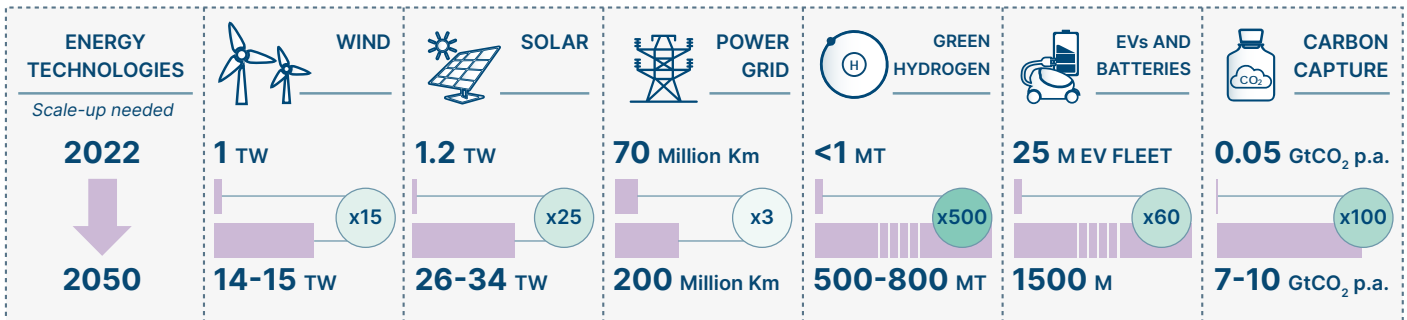 ENERGY
TECHNOLOGIES
Scale-up needed
2022
2050
WIND
1 TW
x15
14-15 TW
SOLAR
1.2 TW
x25
26-34 TW
POWER
GRID
70 Million Km
x3
200 Million Km
H
GREEN
HYDROGEN
<1 MT
x500
500-800 MT
EVs AND
BATTERIES
25 M EV FLEET
x60
1500 M
CO₂
CARBON
CAPTURE
0.05 GtCO₂ p.a.
x100
7-10 GtCO₂ p.a.